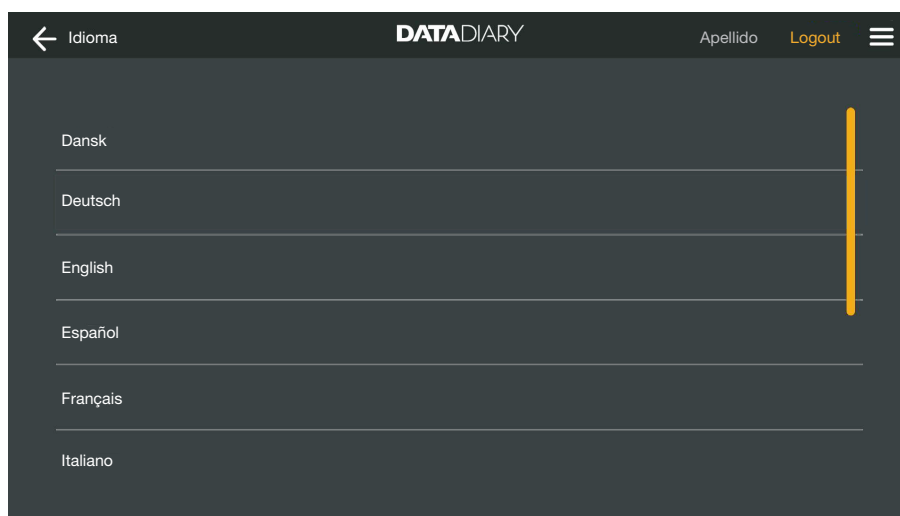 Idioma DATADIARY Apellido Logout
Dansk
Deutsch
English
Español
Français
Italiano